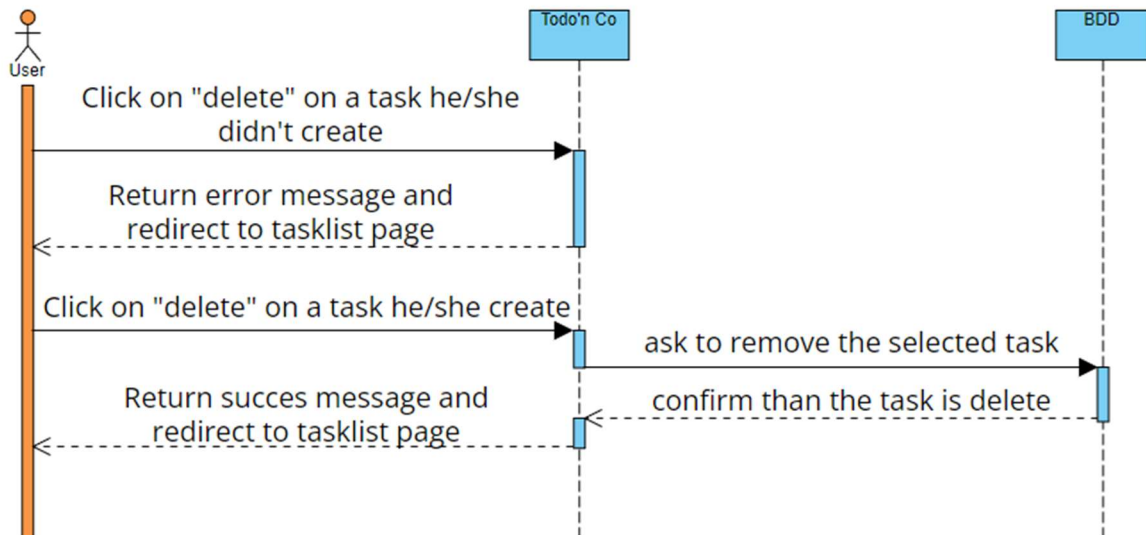 Todo'n Co
BDD
User
Click on "delete" on a task he/she
didn't create
Return error message and
redirect to tasklist page
Click on "delete" on a task he/she create
ask to remove the selected task
confirm than the task is delete
Return succes message and
redirect to tasklist page